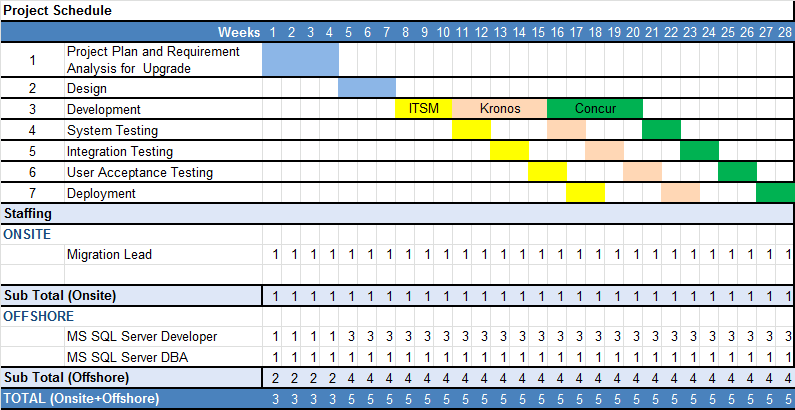 Project Schedule
Weeks 1 2 3 4 5 6 7 8 9 10 11 12 13 14 15 16 17 18 19 20 21 22 23 24 25 26 27 28
1 Project Plan and Requirement
Analysis for Upgrade
2 Design
3 Development ITSM Kronos Concur
4 System Testing
5 Integration Testing
6 User Acceptance Testing
7 Deployment
Staffing
ONSITE
Migration Lead 1 1 1 1 1 1 1 1 1 1 1 1 1 1 1 1 1 1 1 1 1 1 1 1 1 1 1 1
Sub Total (Onsite) 1 1 1 1 1 1 1 1 1 1 1 1 1 1 1 1 1 1 1 1 1 1 1 1 1 1 1 1
OFFSHORE
MS SQL Server Developer 1 1 1 1 3 3 3 3 3 3 3 3 3 3 3 3 3 3 3 3 3 3 3 3 3 3 3 3
MS SQL Server DBA 1 1 1 1 1 1 1 1 1 1 1 1 1 1 1 1 1 1 1 1 1 1 1 1 1 1 1 1
Sub Total (Offshore) 2 2 2 2 4 4 4 4 4 4 4 4 4 4 4 4 4 4 4 4 4 4 4 4 4 4 4 4
TOTAL (Onsite+Offshore) 3 3 3 3 5 5 5 5 5 5 5 5 5 5 5 5 5 5 5 5 5 5 5 5 5 5 5 5